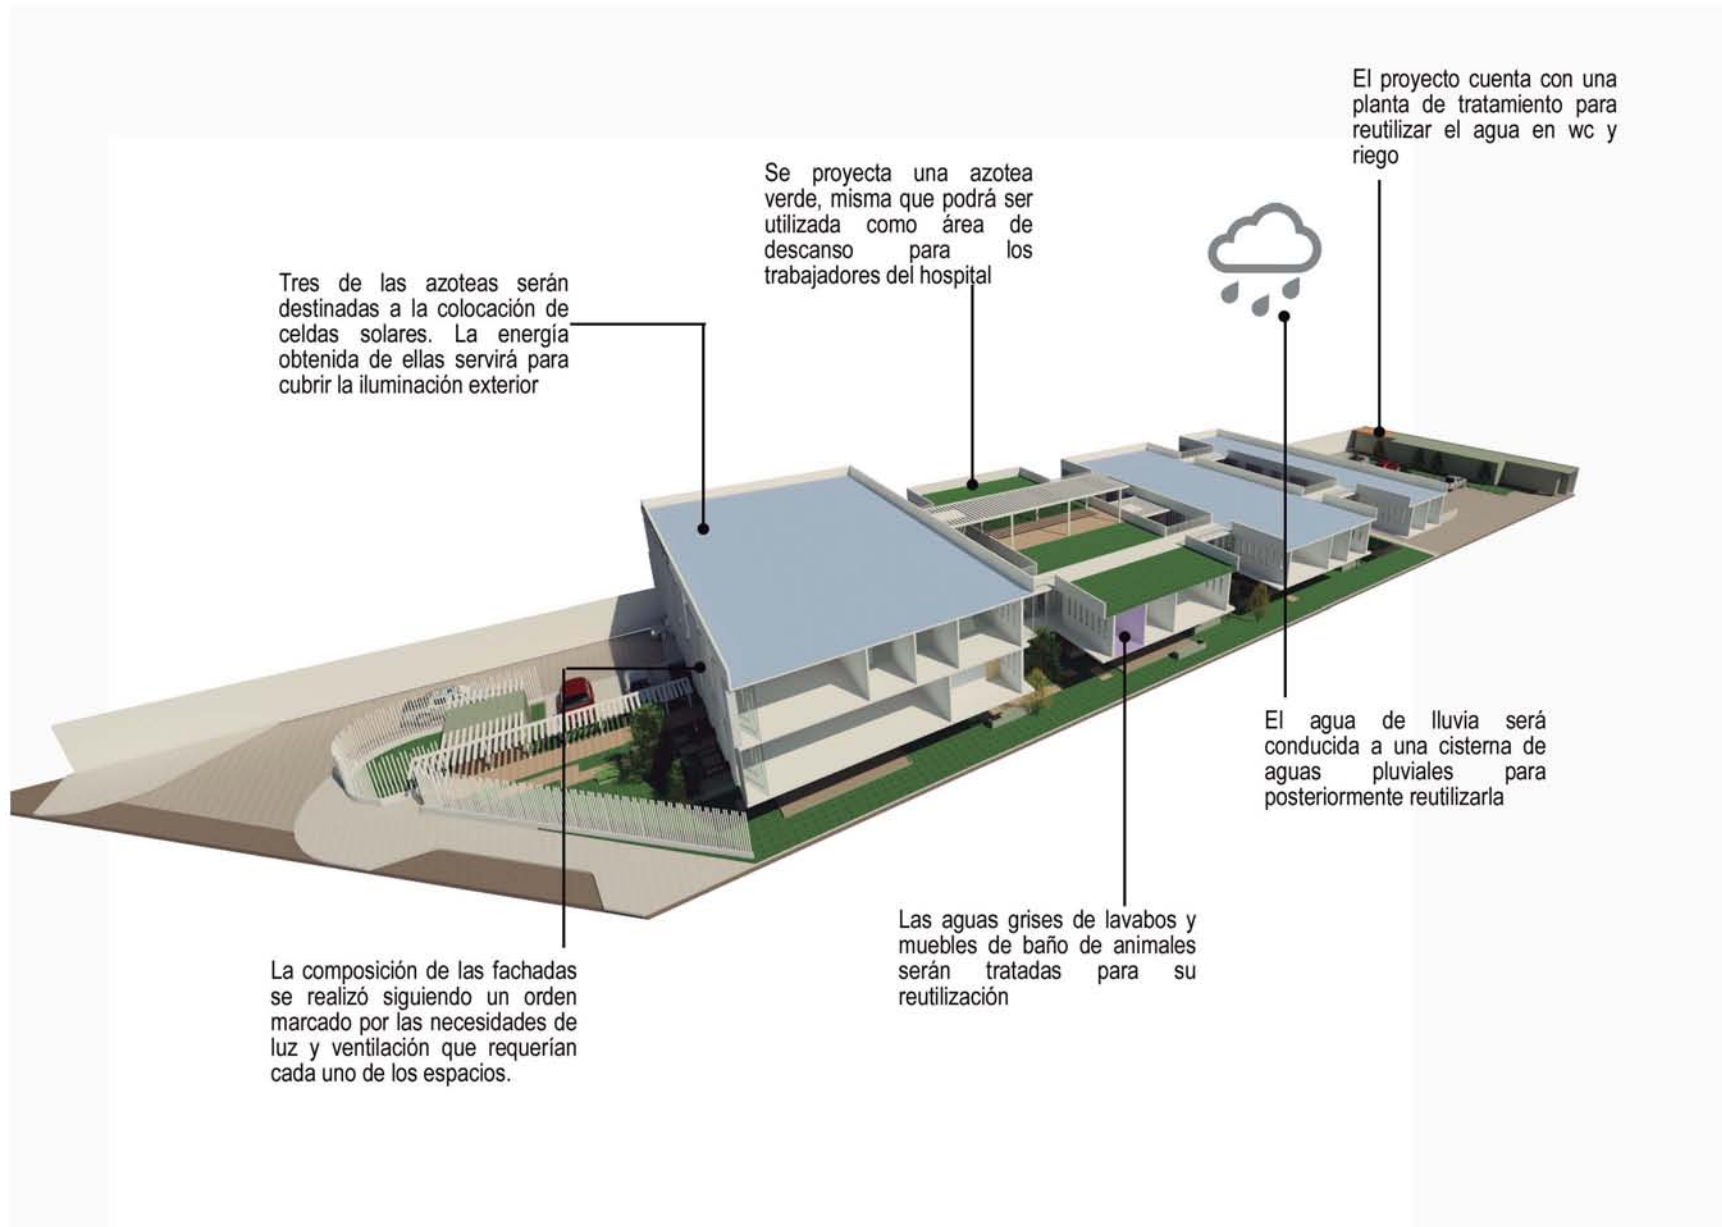 El proyecto cuenta con una
planta de tratamiento para
reutilizar el agua en wc y
riego
Se proyecta una azotea
verde, misma que podrá ser
utilizada como área de
descanso para los
trabajadores del hospital
Tres de las azoteas serán
destinadas a la colocación de
celdas solares. La energía
obtenida de ellas servirá para
cubrir la iluminación exterior
El agua de lluvia será
conducida a una cisterna de
aguas pluviales para
posteriormente reutilizarla
Las aguas grises de lavabos y
muebles de baño de animales
serán tratadas para su
reutilización
La composición de las fachadas
se realizó siguiendo un orden
marcado por las necesidades de
luz y ventilación que requerían
cada uno de los espacios.